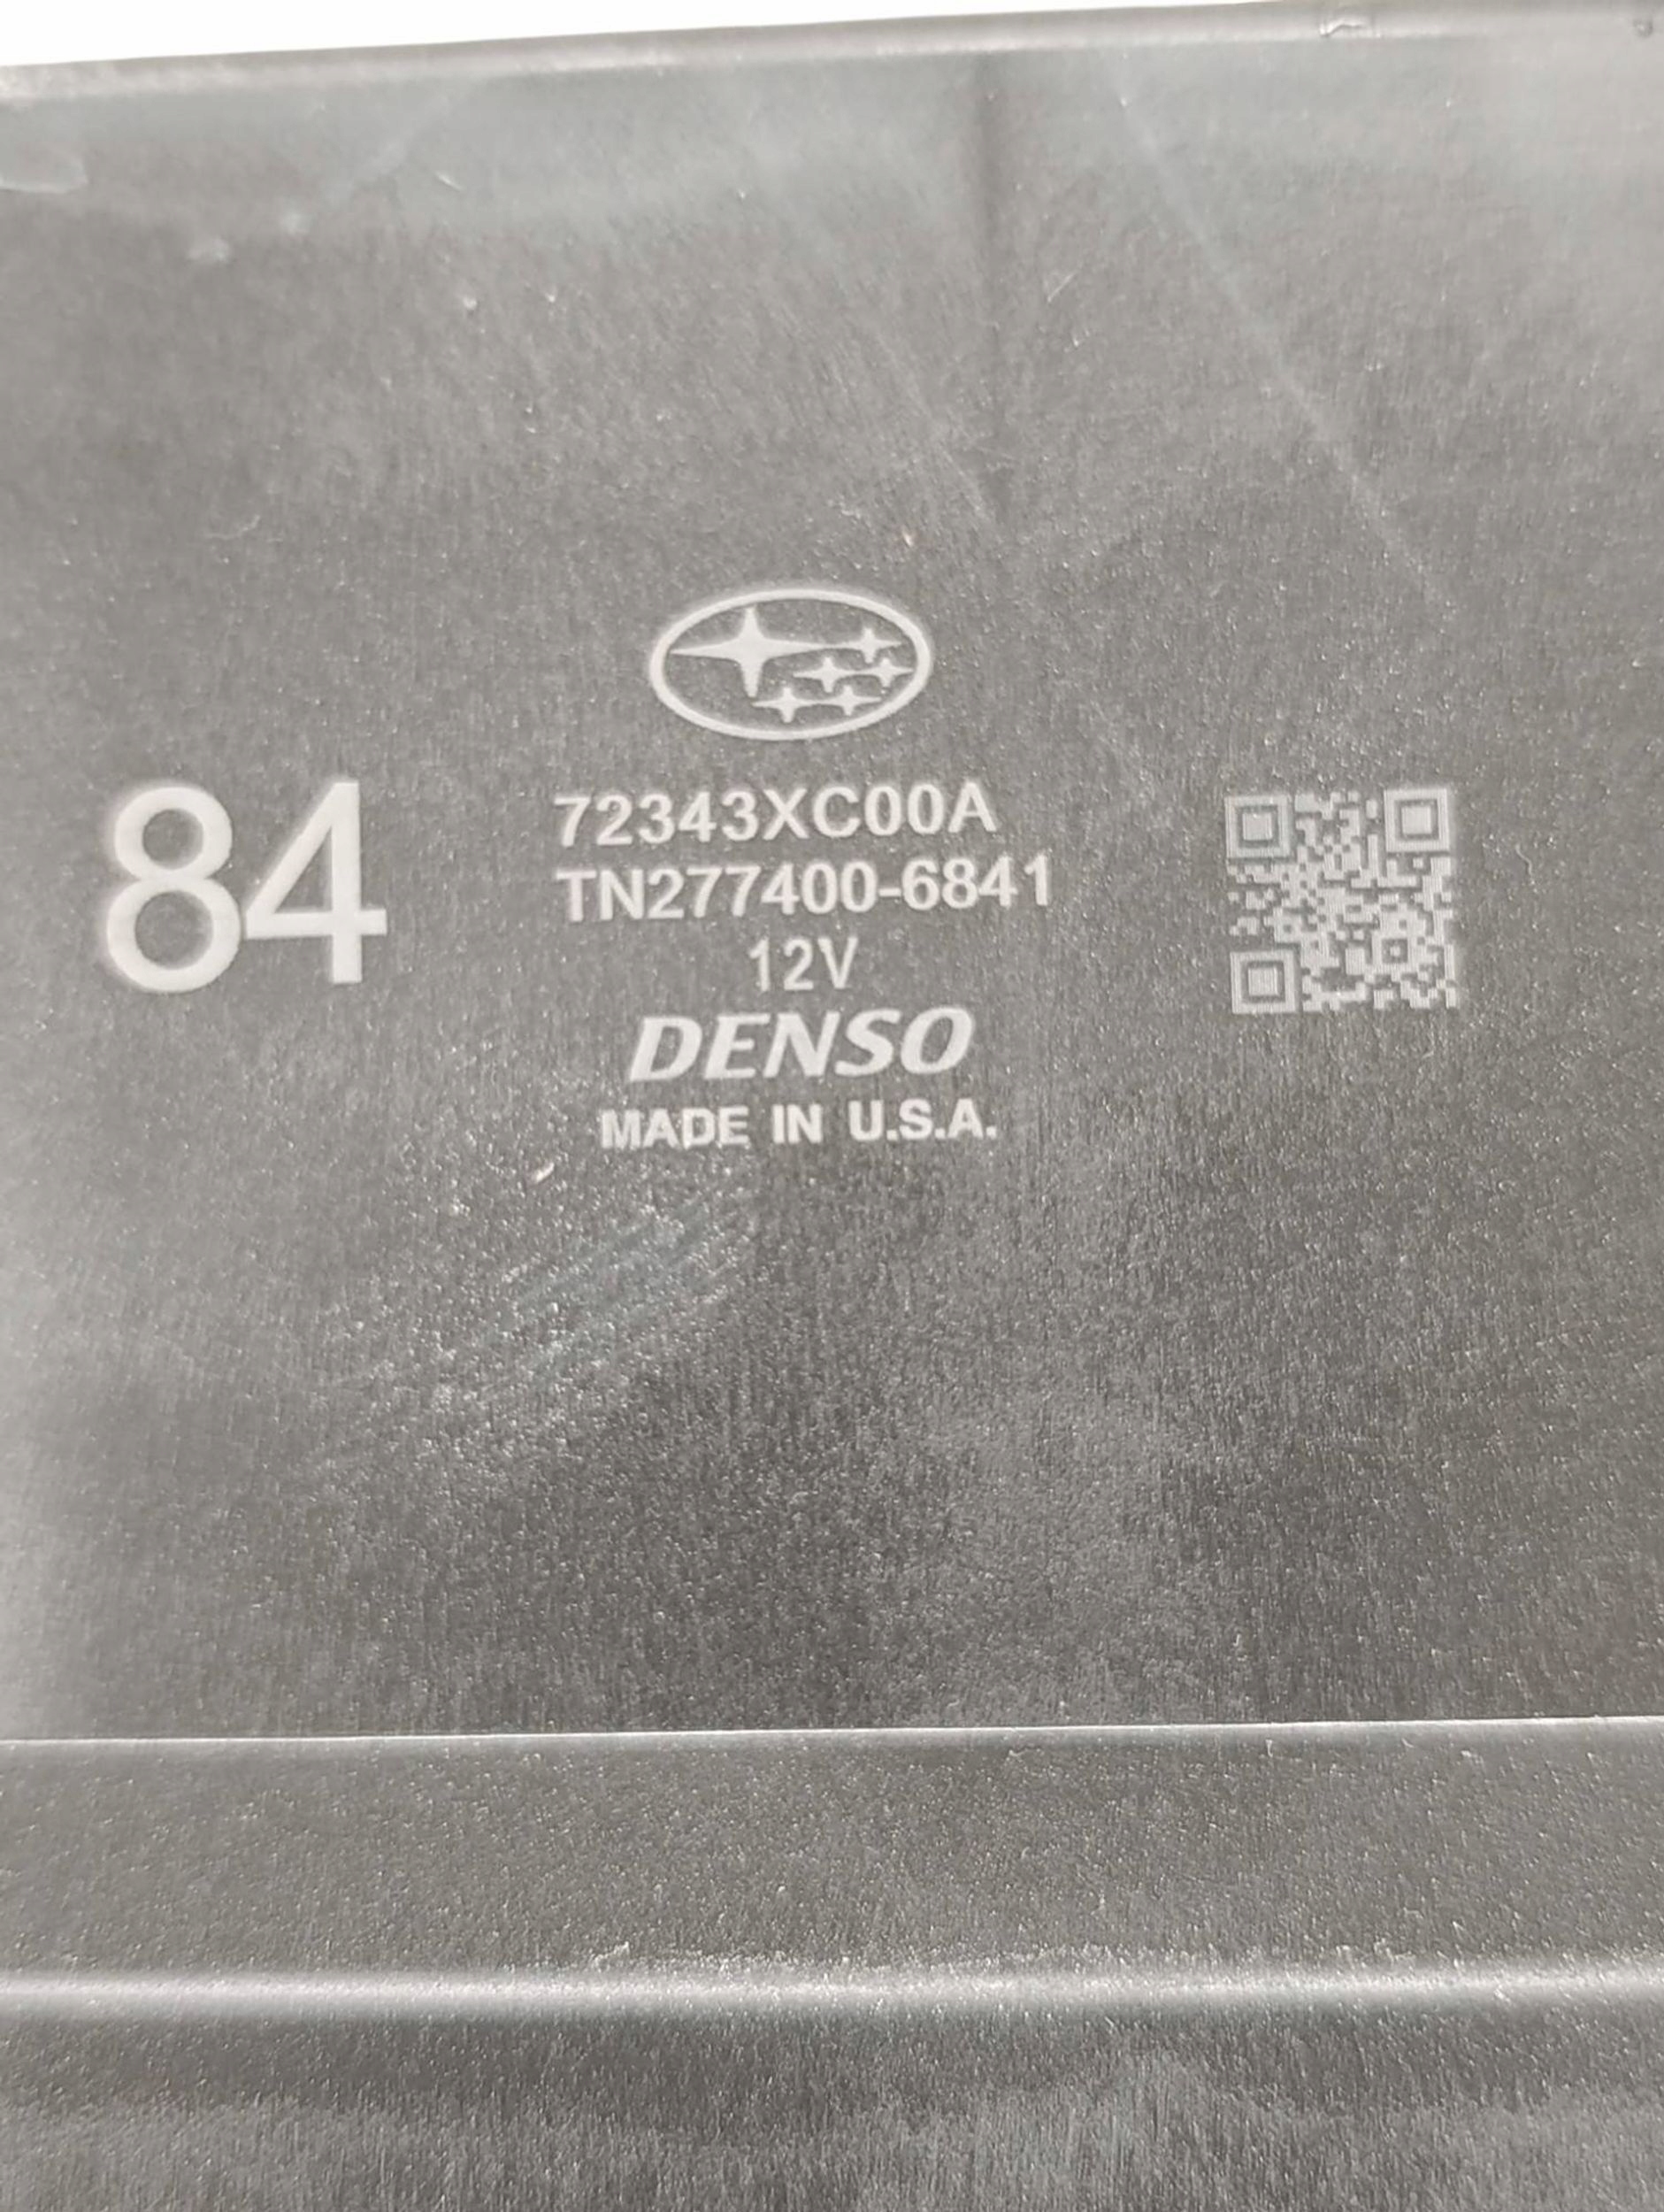 84
72343XC00A
TN277400-6841
12V
DENSO
MADE IN U.S.A.